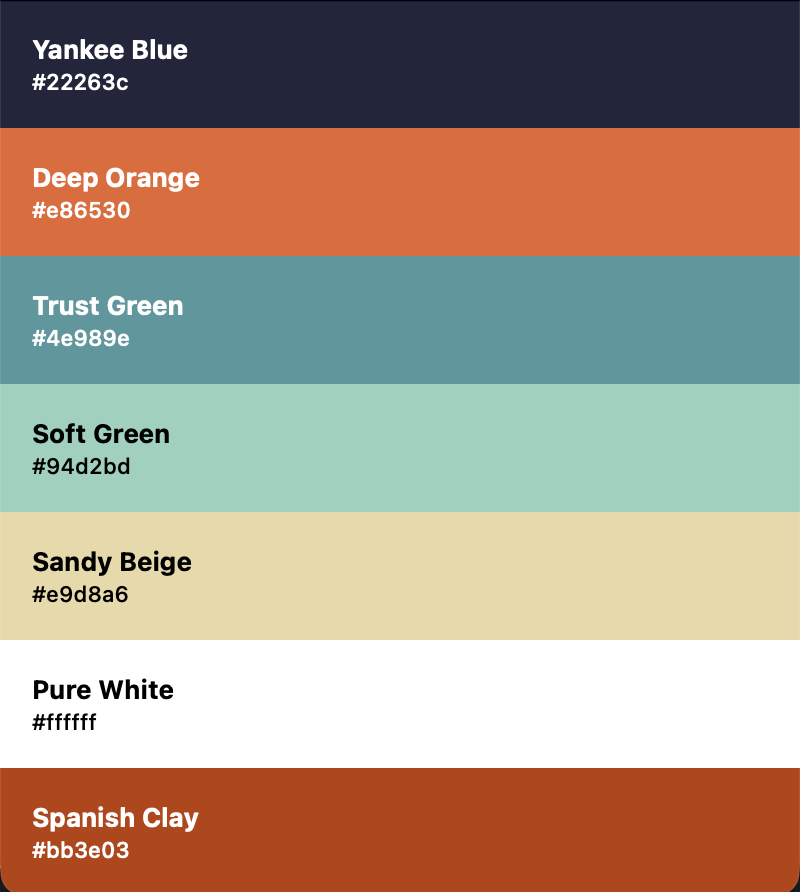 Yankee Blue
#22263c
Deep Orange
#e86530
Trust Green
#4e989e
Soft Green
#94d2bd
Sandy Beige
#e9d8a6
Pure White
#ffffff
Spanish Clay
#bb3e03